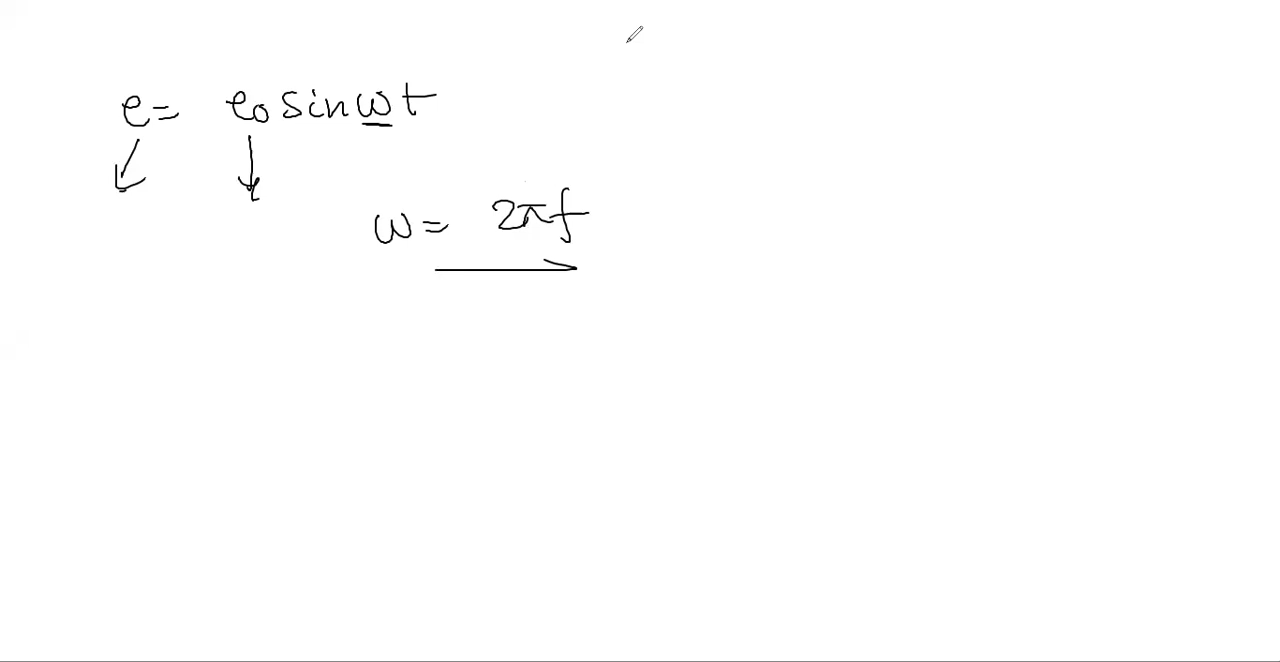 e = e₀ sin ωt
ω = 2πf